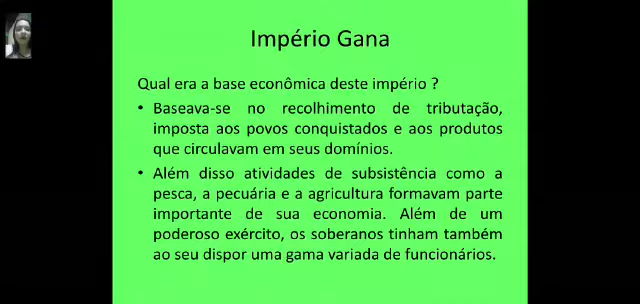 Império Gana
Qual era a base econômica deste império ?
• Baseava-se no recolhimento de tributação,
imposta aos povos conquistados e aos produtos
que circulavam em seus domínios.
• Além disso atividades de subsistência como a
pesca, a pecuária e a agricultura formavam parte
importante de sua economia. Além de um
poderoso exército, os soberanos tinham também
ao seu dispor uma gama variada de funcionários.